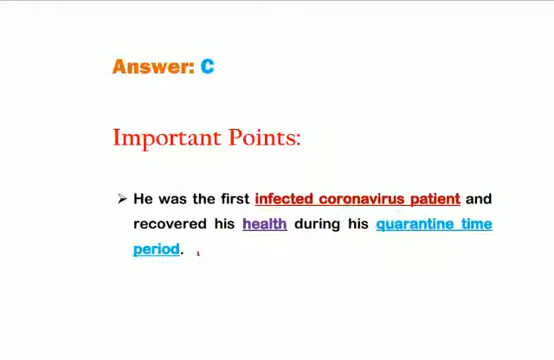 Answer: C
Important Points:
➢ He was the first infected coronavirus patient and
recovered his health during his quarantine time
period.